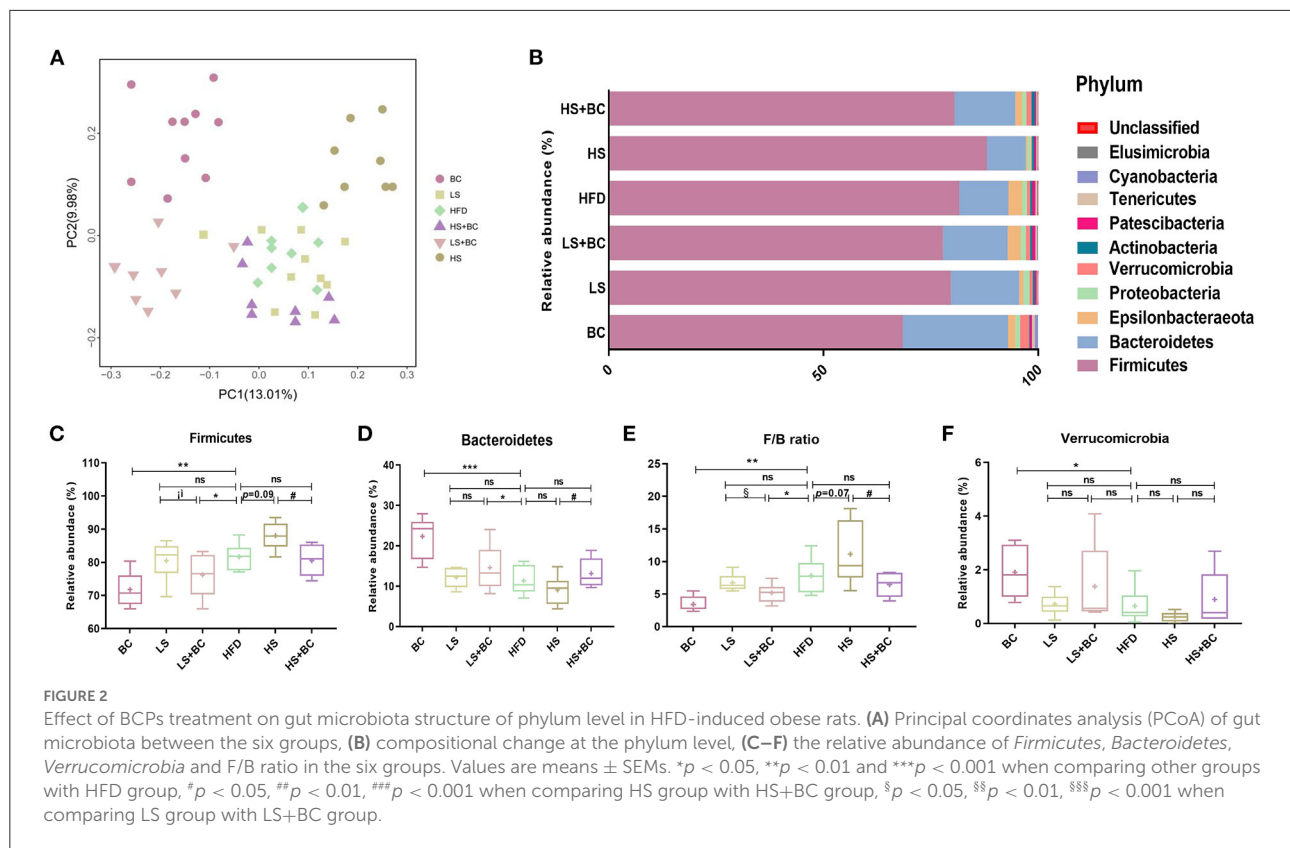 A
PC2(9.98%)
0.2
0.0
-0.2
-0.3
-0.2
-0.1
0.0
0.1
0.2
0.3
PC1(13.01%)
BC
LS
HFD
HS+BC
LS+BC
HS
B
Relative abundance (%)
HS+BC
HS
HFD
LS+BC
LS
BC
0
50
100
Phylum
Unclassified
Elusimicrobia
Cyanobacteria
Tenericutes
Patescibacteria
Actinobacteria
Verrucomicrobia
Proteobacteria
Epsilonbacteraeota
Bacteroidetes
Firmicutes
C
Firmicutes
Relative abundance (%)
110
100
90
80
70
60
**
ns
ns
¡ì
*
p=0.09
#
BC
LS
LS+BC
HFD
HS
HS+BC
D
Bacteroidetes
Relative abundance (%)
40
30
20
10
0
***
ns
ns
ns
*
ns
#
BC
LS
LS+BC
HFD
HS
HS+BC
E
F/B ratio
25
20
15
10
5
0
**
ns
ns
§
*
p=0.07
#
BC
LS
LS+BC
HFD
HS
HS+BC
F
Verrucomicrobia
Relative abundance (%)
6
4
2
0
*
ns
ns
ns
ns
ns
ns
BC
LS
LS+BC
HFD
HS
HS+BC
FIGURE 2
Effect of BCPs treatment on gut microbiota structure of phylum level in HFD-induced obese rats. (A) Principal coordinates analysis (PCoA) of gut
microbiota between the six groups, (B) compositional change at the phylum level, (C–F) the relative abundance of Firmicutes, Bacteroidetes,
Verrucomicrobia and F/B ratio in the six groups. Values are means ± SEMs. *p < 0.05, **p < 0.01 and ***p < 0.001 when comparing other groups
with HFD group, #p < 0.05, ##p < 0.01, ###p < 0.001 when comparing HS group with HS+BC group, §p < 0.05, §§p < 0.01, §§§p < 0.001 when
comparing LS group with LS+BC group.